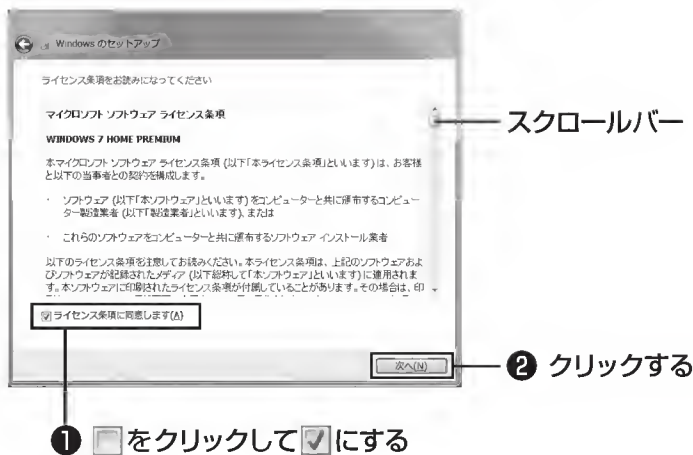 Windows のセットアップ
ライセンス条項をお読みになってください
マイクロソフト ソフトウェア ライセンス条項
WINDOWS 7 HOME PREMIUM
本マイクロソフト ソフトウェア ライセンス条項 (以下「本ライセンス条項」といいます) は、お客様
と以下の当事者との契約を構成します。
· ソフトウェア (以下「本ソフトウェア」といいます) をコンピューターと共に頒布するコンピュー
ター製造業者 (以下「製造業者」といいます)、または
· これらのソフトウェアをコンピューターと共に頒布するソフトウェア インストール業者
以下のライセンス条項を注意してお読みください。本ライセンス条項は、上記のソフトウェアおよ
びソフトウェアが記録されたメディア (以下総称して「本ソフトウェア」といいます) に適用されま
す。本ソフトウェアに印刷されたライセンス条項が付属していることがあります。その場合は、印
スクロールバー
ライセンス条項に同意します(A)
次へ(N)
❷ クリックする
❶ をクリックして にする